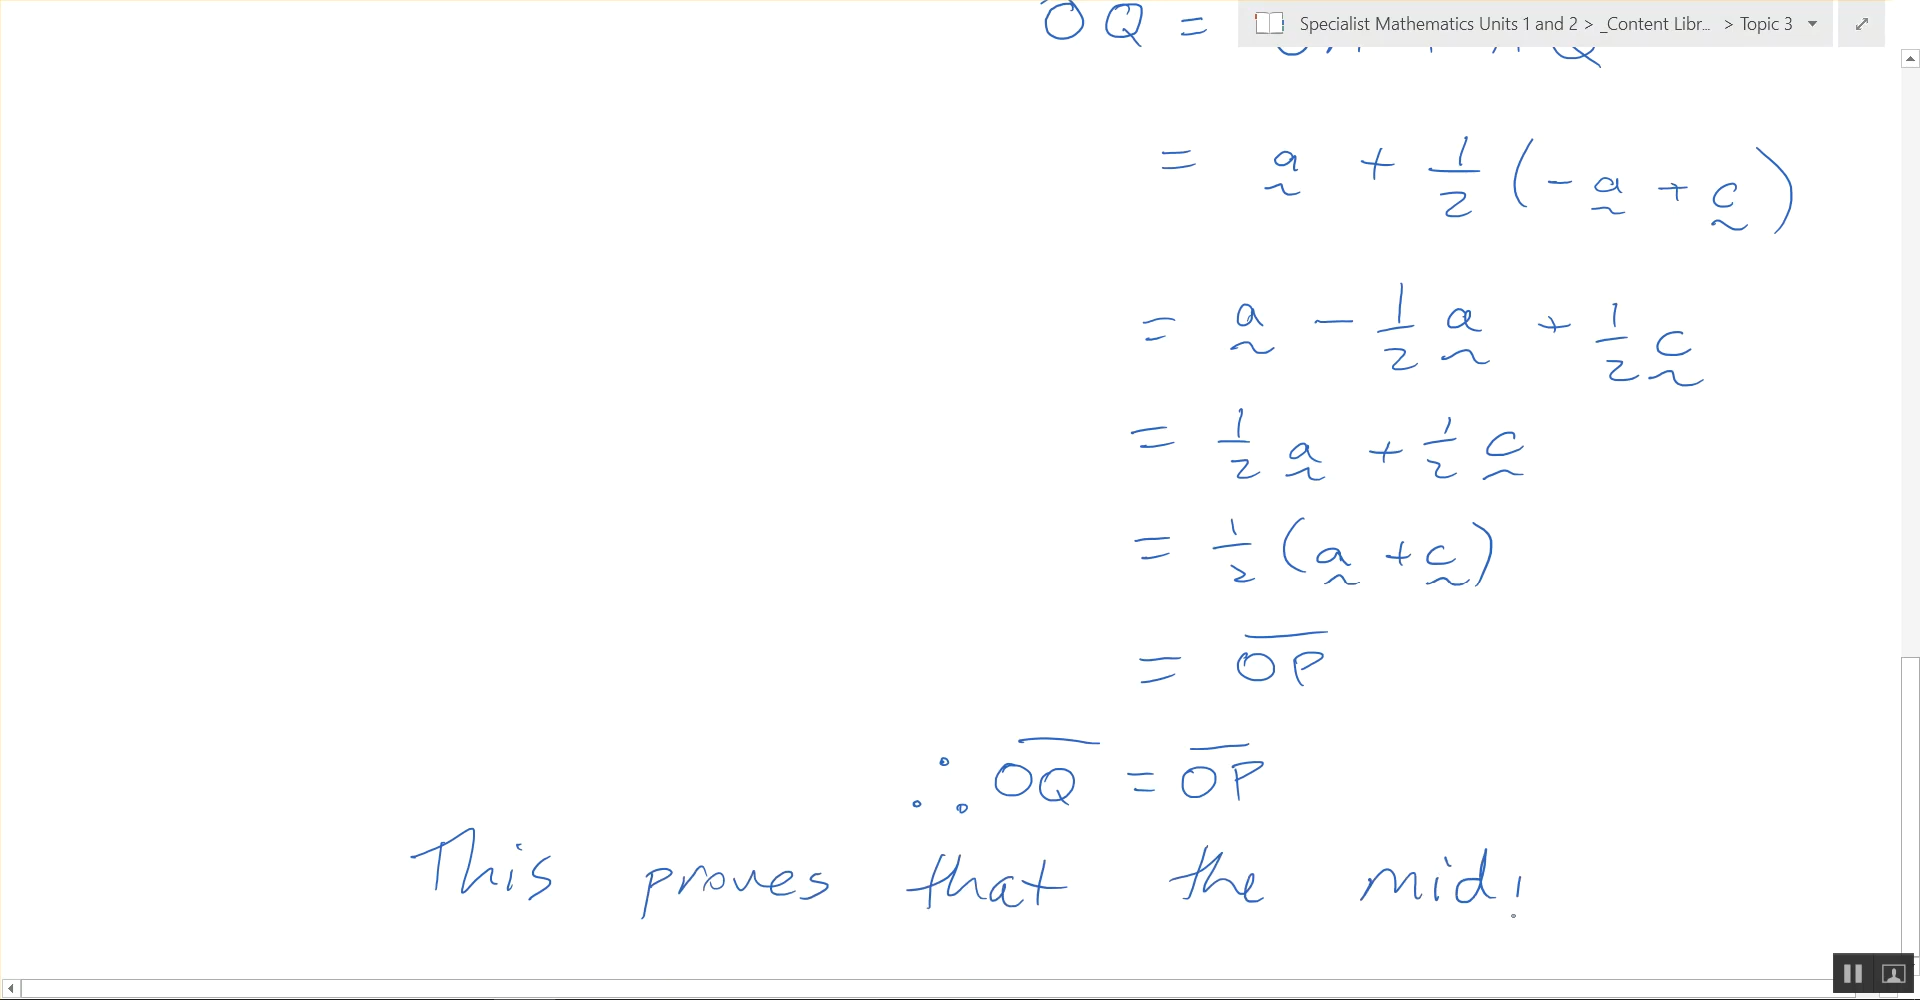 Specialist Mathematics Units 1 and 2 > _Content Libr... > Topic 3
OQ =
= a + 1/2 (-a + c)
= a - 1/2 a + 1/2 c
= 1/2 a + 1/2 c
= 1/2 (a + c)
= OP
∴ OQ = OP
This proves that the mid